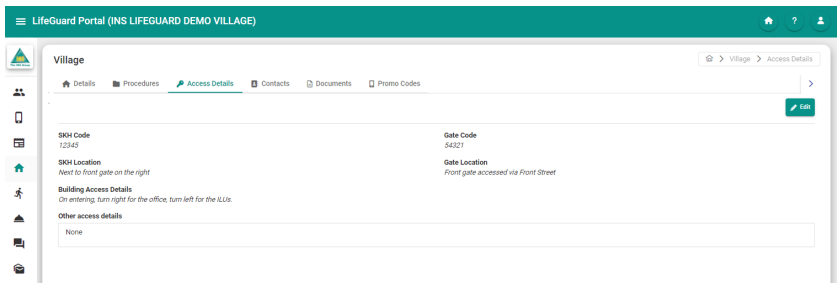 LifeGuard Portal (INS LIFEGUARD DEMO VILLAGE)
?
Village
Village > Access Details
Details Procedures Access Details Contacts Documents Promo Codes
Edit
SKH Code
12345
Gate Code
54321
SKH Location
Next to front gate on the right
Gate Location
Front gate accessed via Front Street
Building Access Details
On entering, turn right for the office, turn left for the ILUs.
Other access details
None